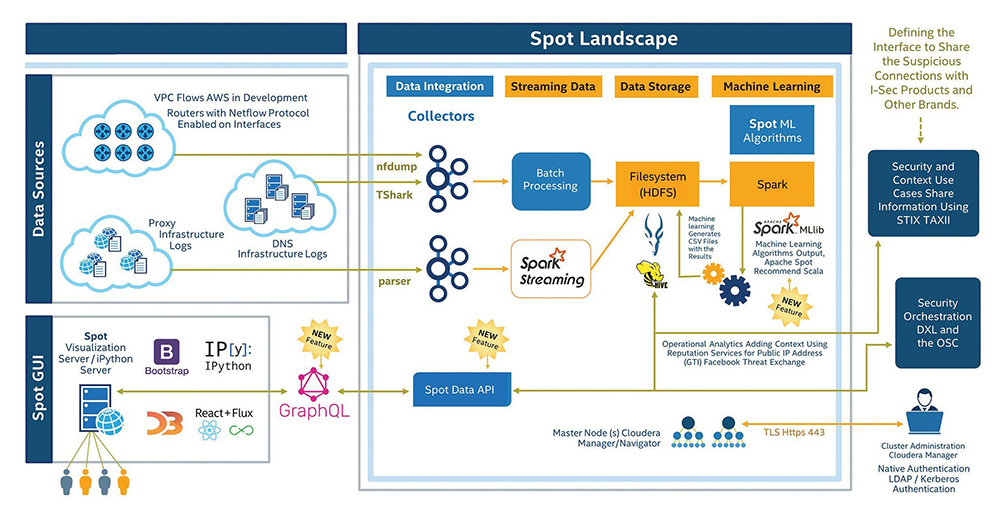 Spot Landscape
Defining the
Interface to Share
the Suspicious
Connections with
I-Sec Products and
Other Brands.
Data Sources
VPC Flows AWS in Development
Routers with Netflow Protocol
Enabled on Interfaces
Proxy
Infrastructure
Logs
DNS
Infrastructure Logs
Data Integration
Streaming Data
Data Storage
Machine Learning
Collectors
Spot ML
Algorithms
nfdump
TShark
Batch
Processing
Filesystem
(HDFS)
Spark
Security and
Context Use
Cases Share
Information Using
STIX TAXII
parser
Spark
Streaming
HIVE
Machine
learning
Generates
CSV Files
with the
Results
APACHE
Spark MLlib
Machine Learning
Algorithms Output,
Apache Spot
Recommend Scala
NEW
Feature
Security
Orchestration
DXL and
the OSC
Spot GUI
Spot
Visualization
Server / iPython
Server
B
Bootstrap
IP[y]:
IPython
D3
React+Flux
NEW
Feature
GraphQL
NEW
Feature
Spot Data API
Operational Analytics Adding Context Using
Reputation Services for Public IP Address
(GTI) Facebook Threat Exchange
Master Node (s) Cloudera
Manager/Navigator
TLS Https 443
Cluster Administration
Cloudera Manager
Native Authentication
LDAP / Kerberos
Authentication